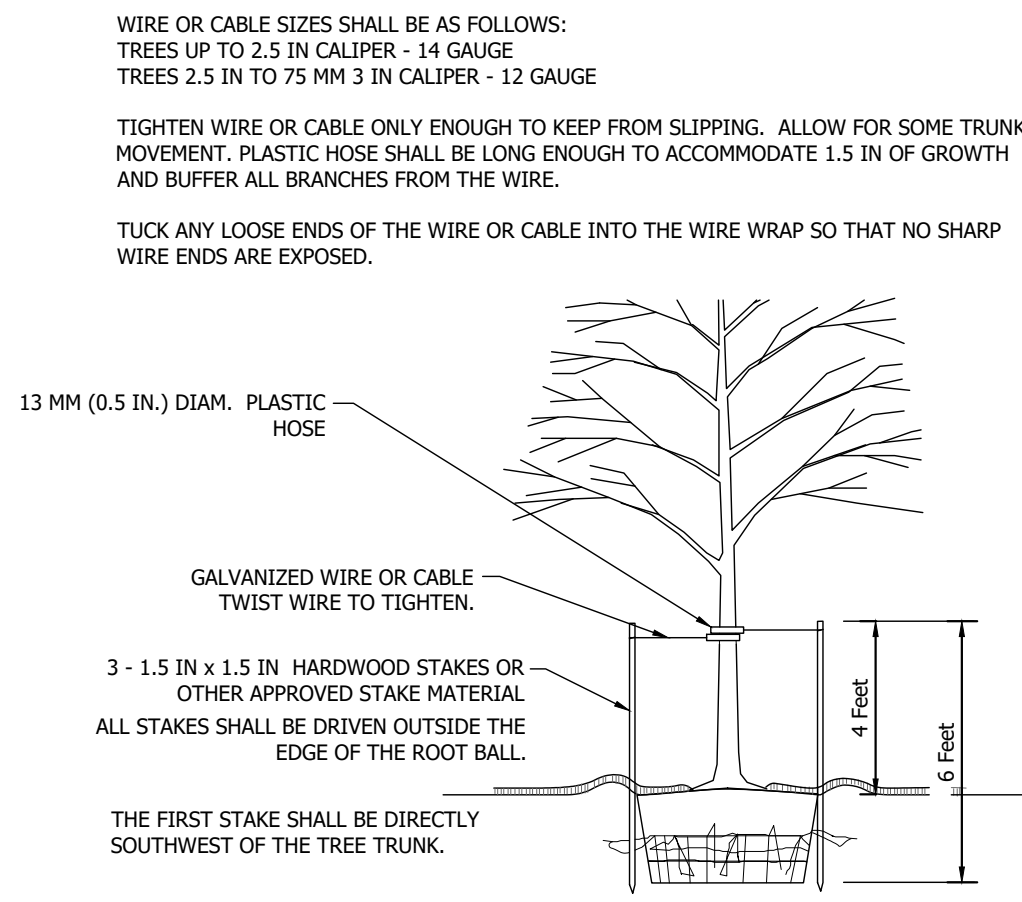 WIRE OR CABLE SIZES SHALL BE AS FOLLOWS:
TREES UP TO 2.5 IN CALIPER - 14 GAUGE
TREES 2.5 IN TO 75 MM 3 IN CALIPER - 12 GAUGE
TIGHTEN WIRE OR CABLE ONLY ENOUGH TO KEEP FROM SLIPPING.  ALLOW FOR SOME TRUNK
MOVEMENT. PLASTIC HOSE SHALL BE LONG ENOUGH TO ACCOMMODATE 1.5 IN OF GROWTH
AND BUFFER ALL BRANCHES FROM THE WIRE.
TUCK ANY LOOSE ENDS OF THE WIRE OR CABLE INTO THE WIRE WRAP SO THAT NO SHARP
WIRE ENDS ARE EXPOSED.
13 MM (0.5 IN.) DIAM.  PLASTIC
HOSE
GALVANIZED WIRE OR CABLE
TWIST WIRE TO TIGHTEN.
3 - 1.5 IN x 1.5 IN  HARDWOOD STAKES OR
OTHER APPROVED STAKE MATERIAL
ALL STAKES SHALL BE DRIVEN OUTSIDE THE
EDGE OF THE ROOT BALL.
THE FIRST STAKE SHALL BE DIRECTLY
SOUTHWEST OF THE TREE TRUNK.
4 Feet
6 Feet